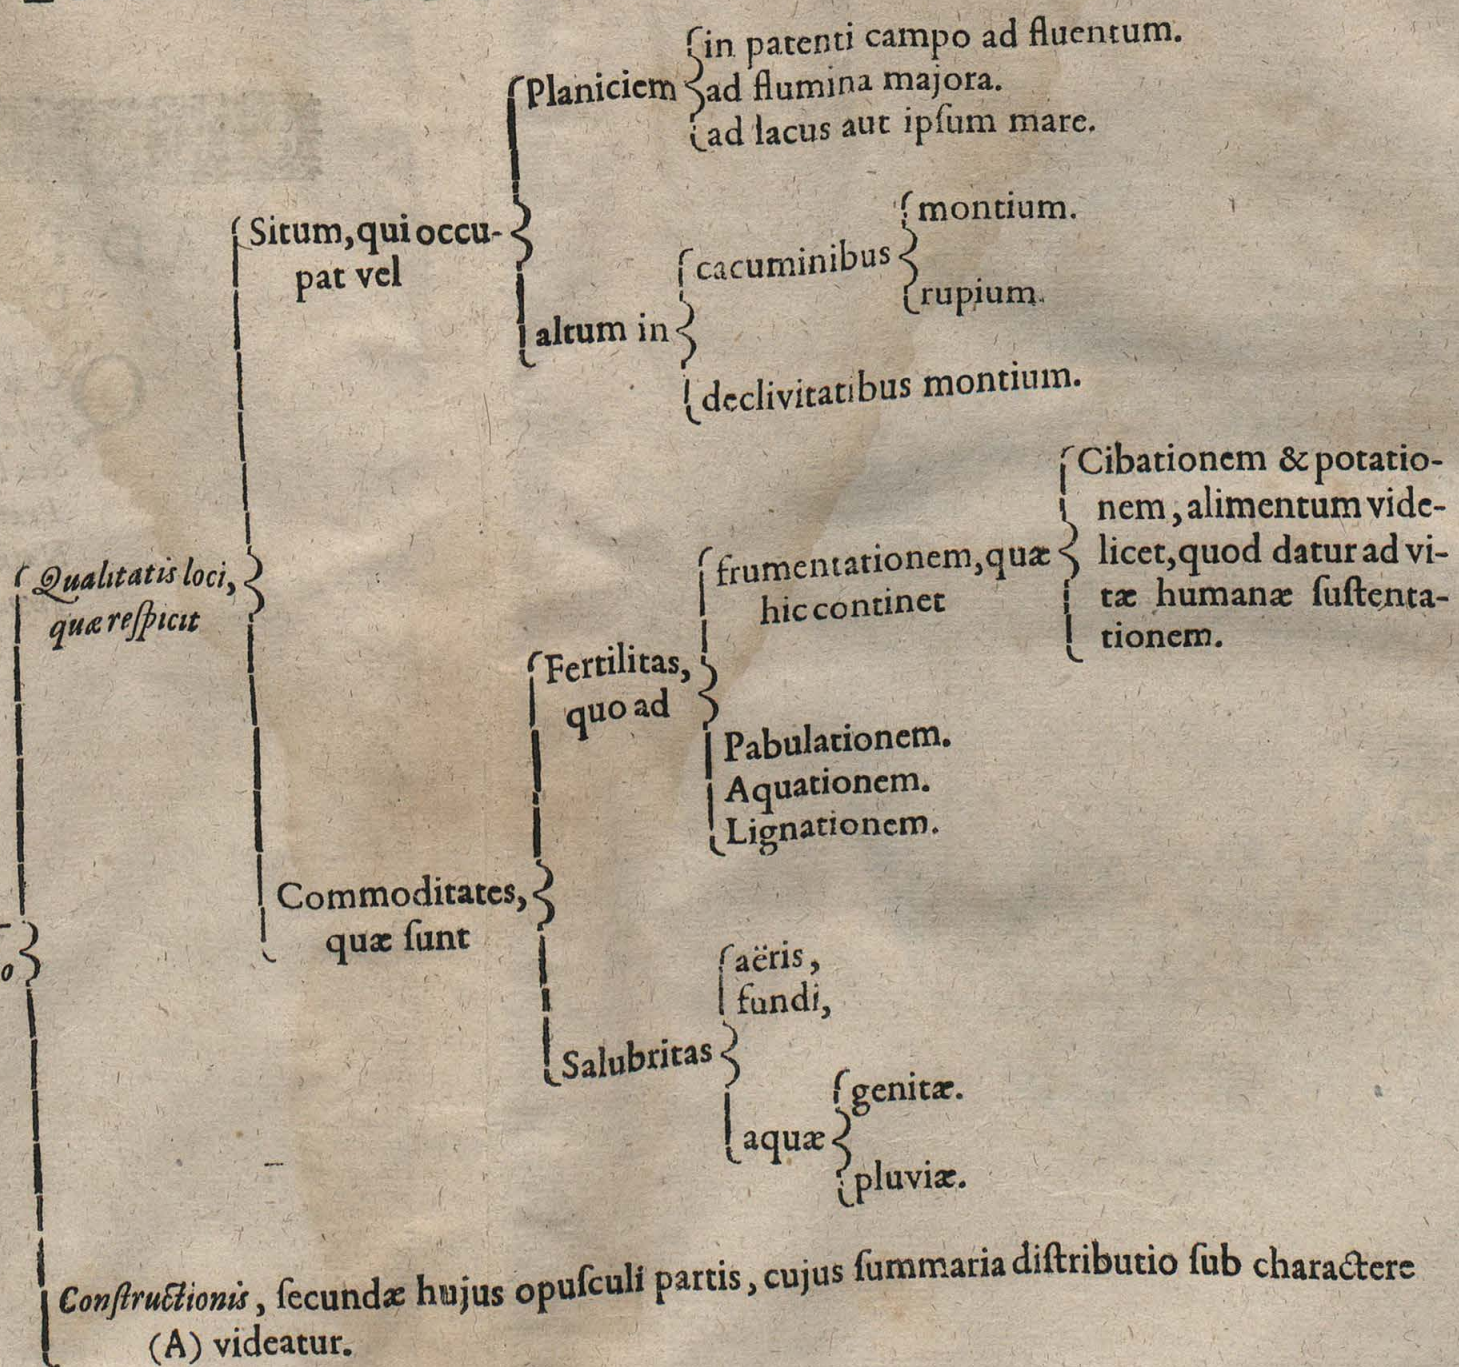 in patenti campo ad fluentum.
Planiciem
ad flumina majora.
ad lacus aut ipſum mare.
Situm, qui occu-
pat vel
montium.
cacuminibus
rupium.
altum in
declivitatibus montium.
Cibationem & potatio-
nem, alimentum vide-
licet, quod datur ad vi-
tæ humanæ ſuſtenta-
tionem.
frumentationem, quæ
hic continet
Qualitatis loci,
quæ reſpicit
Fertilitas,
quo ad
Pabulationem.
Aquationem.
Lignationem.
Commoditates,
quæ ſunt
aëris,
fundi,
Salubritas
genitæ.
aquæ
pluviæ.
Conſtructionis, ſecundæ hujus opuſculi partis, cujus ſummaria diſtributio ſub charactere
(A) videatur.